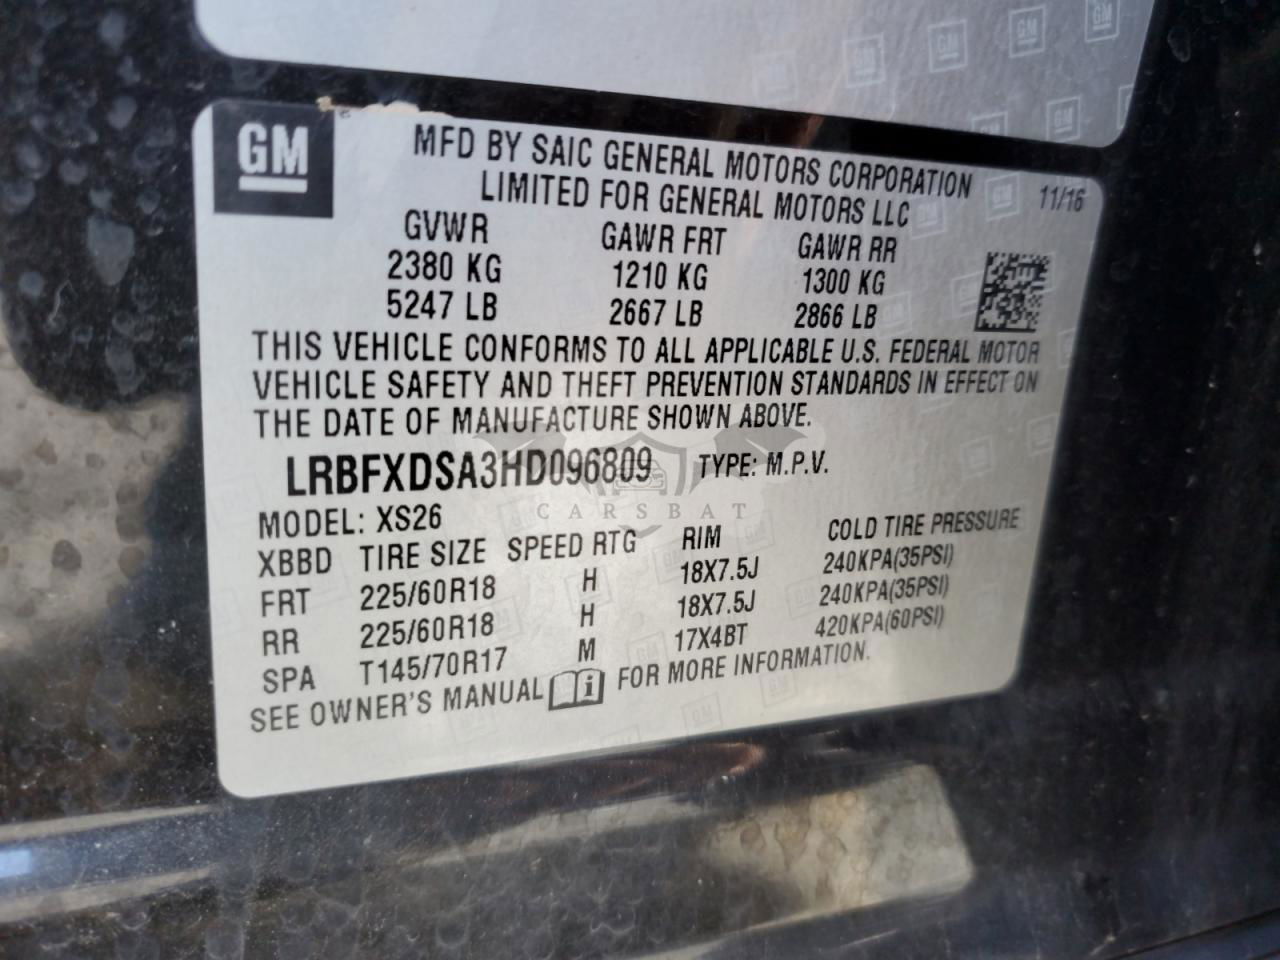 GM
MFD BY SAIC GENERAL MOTORS CORPORATION
LIMITED FOR GENERAL MOTORS LLC
11/16
GVWR GAWR FRT GAWR RR
2380 KG 1210 KG 1300 KG
5247 LB 2667 LB 2866 LB
THIS VEHICLE CONFORMS TO ALL APPLICABLE U.S. FEDERAL MOTOR
VEHICLE SAFETY AND THEFT PREVENTION STANDARDS IN EFFECT ON
THE DATE OF MANUFACTURE SHOWN ABOVE.
LRBFXDSA3HD096809 TYPE: M.P.V.
CARSBAT
MODEL: XS26
XBBD TIRE SIZE SPEED RTG RIM COLD TIRE PRESSURE
FRT 225/60R18 H 18X7.5J 240KPA(35PSI)
RR 225/60R18 H 18X7.5J 240KPA(35PSI)
SPA T145/70R17 M 17X4BT 420KPA(60PSI)
SEE OWNER'S MANUAL i FOR MORE INFORMATION.